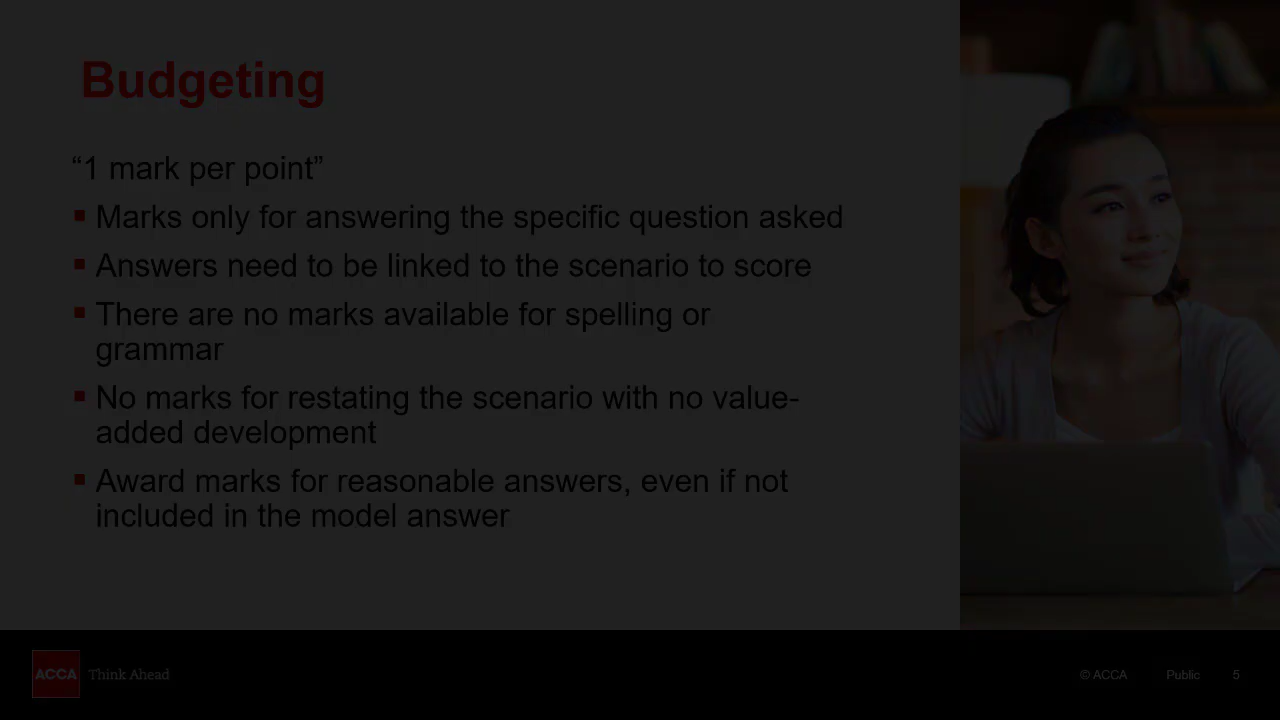 Budgeting
“1 mark per point”
▪ Marks only for answering the specific question asked
▪ Answers need to be linked to the scenario to score
▪ There are no marks available for spelling or
grammar
▪ No marks for restating the scenario with no value-
added development
▪ Award marks for reasonable answers, even if not
included in the model answer
ACCA Think Ahead
© ACCA Public 5